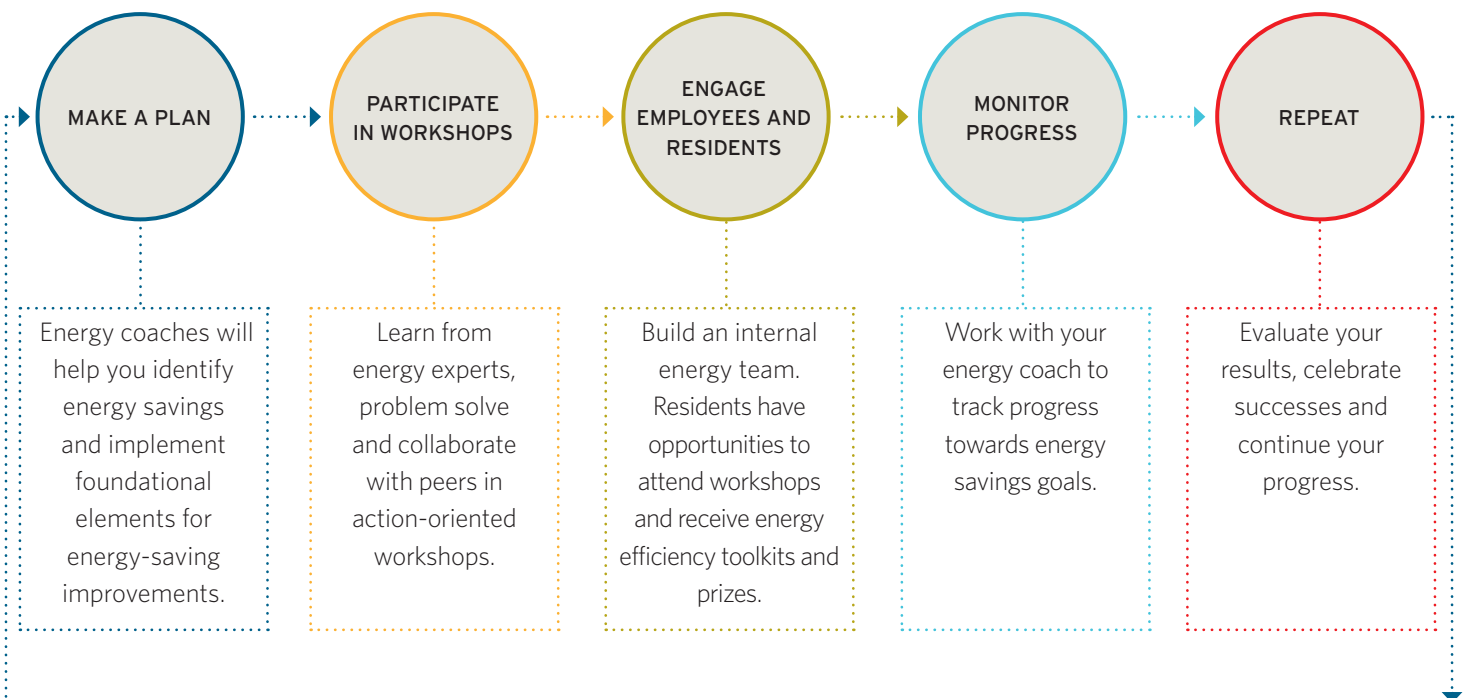 MAKE A PLAN
PARTICIPATE
IN WORKSHOPS
ENGAGE
EMPLOYEES AND
RESIDENTS
MONITOR
PROGRESS
REPEAT
Energy coaches will
help you identify
energy savings
and implement
foundational
elements for
energy-saving
improvements.
Learn from
energy experts,
problem solve
and collaborate
with peers in
action-oriented
workshops.
Build an internal
energy team.
Residents have
opportunities to
attend workshops
and receive energy
efficiency toolkits and
prizes.
Work with your
energy coach to
track progress
towards energy
savings goals.
Evaluate your
results, celebrate
successes and
continue your
progress.